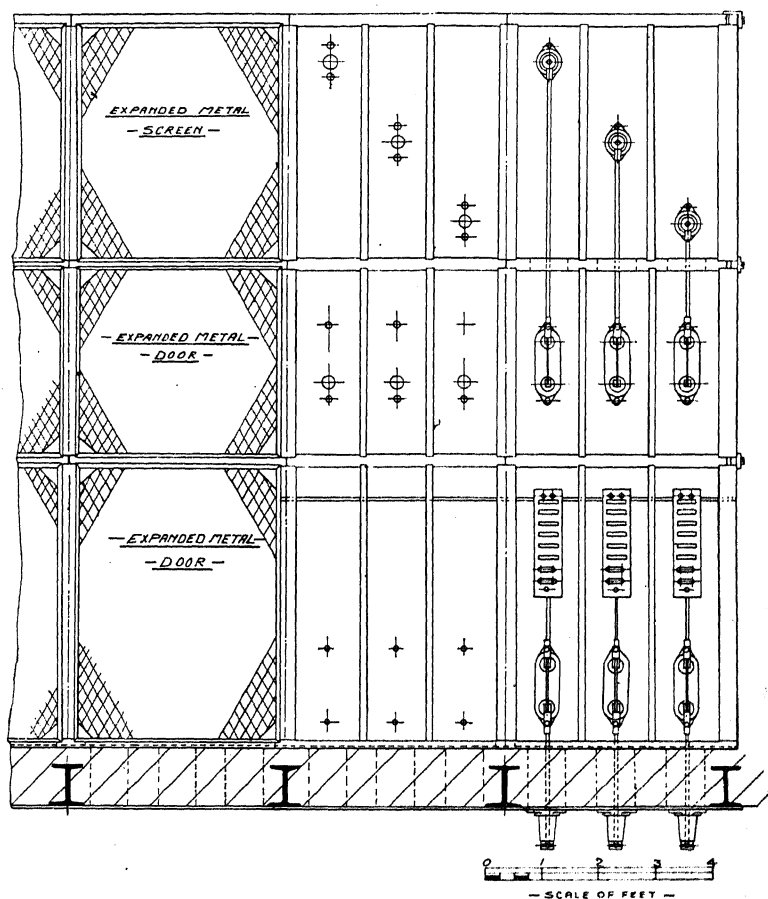 EXPANDED METAL
— SCREEN —
— EXPANDED METAL —
— DOOR —
— EXPANDED METAL —
— DOOR —
0 1 2 3 4
— SCALE OF FEET —